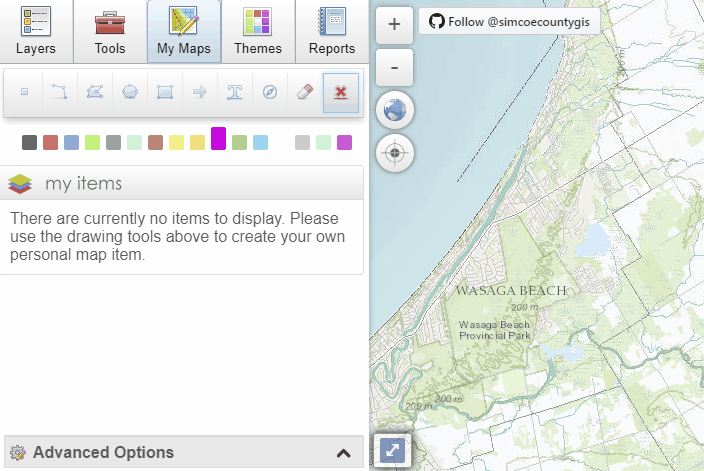 Layers
Tools
My Maps
Themes
Reports
T
my items
There are currently no items to display. Please
use the drawing tools above to create your own
personal map item.
Advanced Options
+
-
Follow @simcoecountygis
WASAGA BEACH
200 m
Wasaga Beach
Provincial Park
200 m
200 m